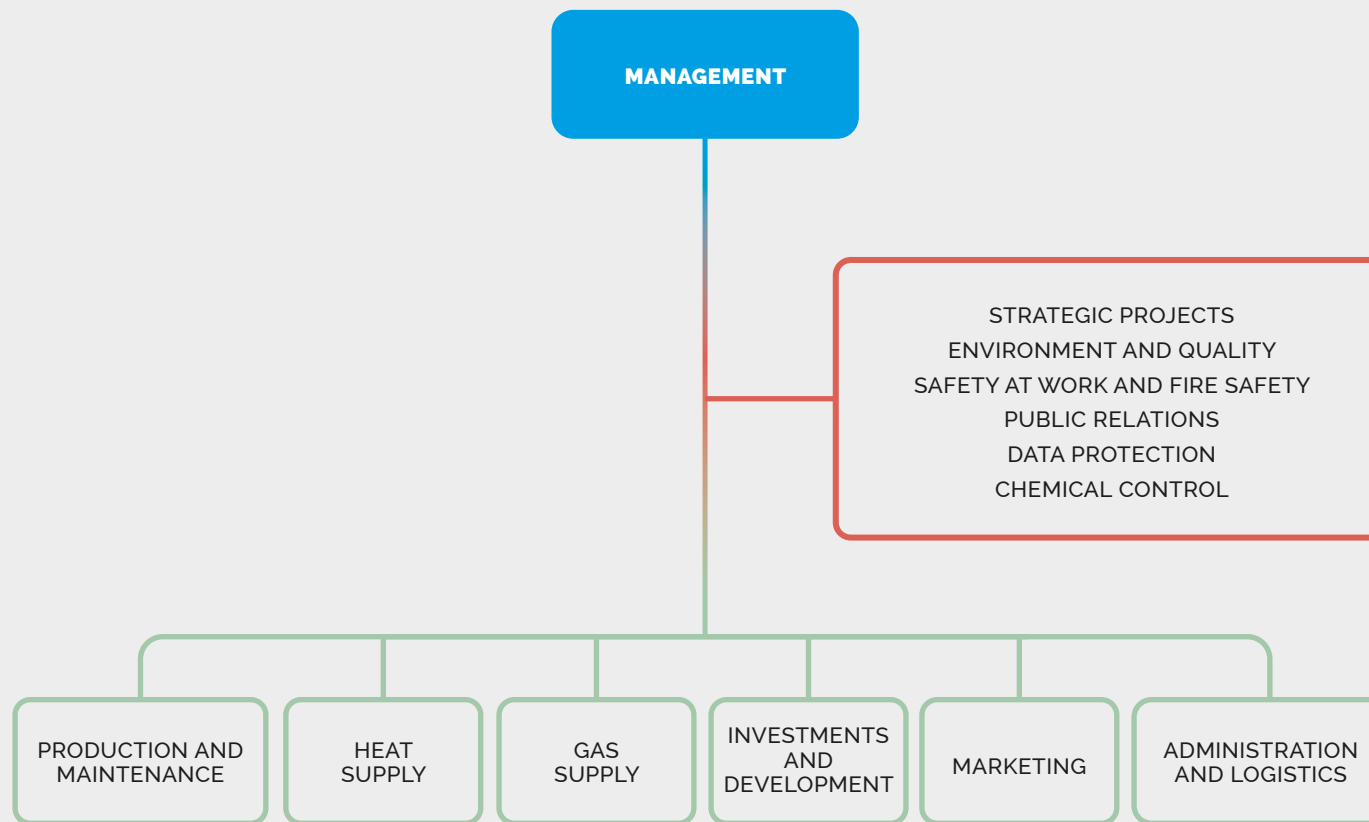 MANAGEMENT
STRATEGIC PROJECTS
ENVIRONMENT AND QUALITY
SAFETY AT WORK AND FIRE SAFETY
PUBLIC RELATIONS
DATA PROTECTION
CHEMICAL CONTROL
PRODUCTION AND
MAINTENANCE
HEAT
SUPPLY
GAS
SUPPLY
INVESTMENTS
AND
DEVELOPMENT
MARKETING
ADMINISTRATION
AND LOGISTICS